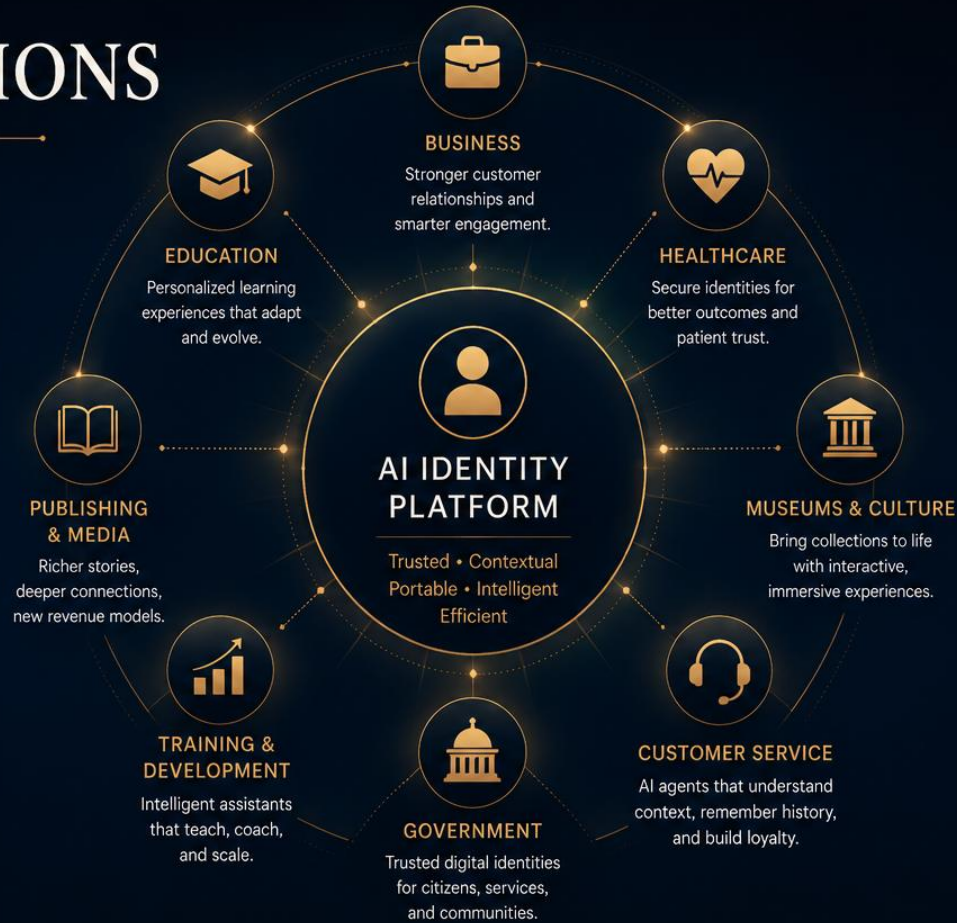 IONS
BUSINESS
Stronger customer
relationships and
smarter engagement.
EDUCATION
Personalized learning
experiences that adapt
and evolve.
HEALTHCARE
Secure identities for
better outcomes and
patient trust.
AI IDENTITY
PLATFORM
Trusted • Contextual
Portable • Intelligent
Efficient
PUBLISHING
& MEDIA
Richer stories,
deeper connections,
new revenue models.
MUSEUMS & CULTURE
Bring collections to life
with interactive,
immersive experiences.
TRAINING &
DEVELOPMENT
Intelligent assistants
that teach, coach,
and scale.
CUSTOMER SERVICE
AI agents that understand
context, remember history,
and build loyalty.
GOVERNMENT
Trusted digital identities
for citizens, services,
and communities.